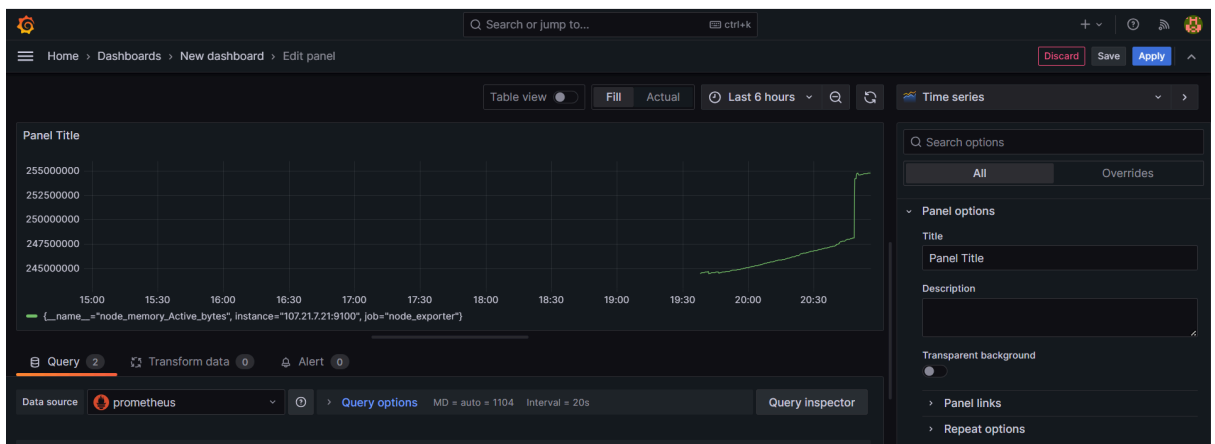 Search or jump to... ctrl+k
Home > Dashboards > New dashboard > Edit panel Discard Save Apply
Table view Fill Actual Last 6 hours
Time series
Panel Title
255000000
252500000
250000000
247500000
245000000
15:00 15:30 16:00 16:30 17:00 17:30 18:00 18:30 19:00 19:30 20:00 20:30
{__name__="node_memory_Active_bytes", instance="107.21.7.21:9100", job="node_exporter"}
Query 2 Transform data 0 Alert 0
Data source prometheus > Query options MD = auto = 1104 Interval = 20s Query inspector
Search options
All Overrides
Panel options
Title
Panel Title
Description
Transparent background
> Panel links
> Repeat options